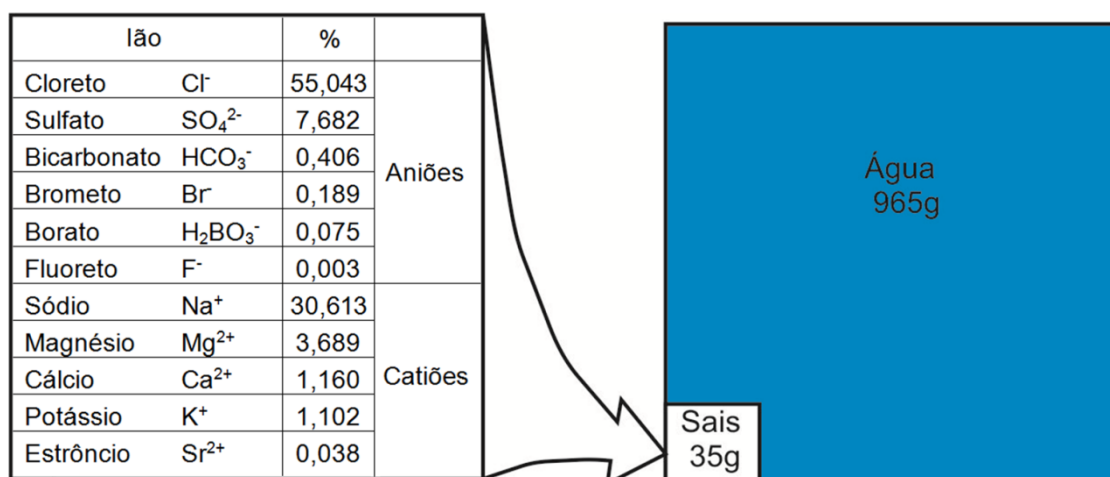 Ião %
Cloreto Cl⁻ 55,043
Sulfato SO₄²⁻ 7,682
Bicarbonato HCO₃⁻ 0,406
Brometo Br⁻ 0,189
Borato H₂BO₃⁻ 0,075
Fluoreto F⁻ 0,003
Aniões
Sódio Na⁺ 30,613
Magnésio Mg²⁺ 3,689
Cálcio Ca²⁺ 1,160
Potássio K⁺ 1,102
Estrôncio Sr²⁺ 0,038
Catiões
Água
965g
Sais
35g